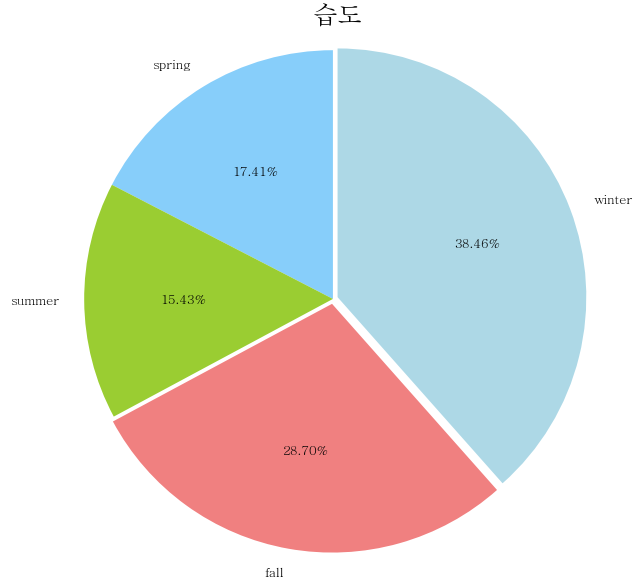 습도
spring
17.41%
winter
38.46%
summer
15.43%
28.70%
fall